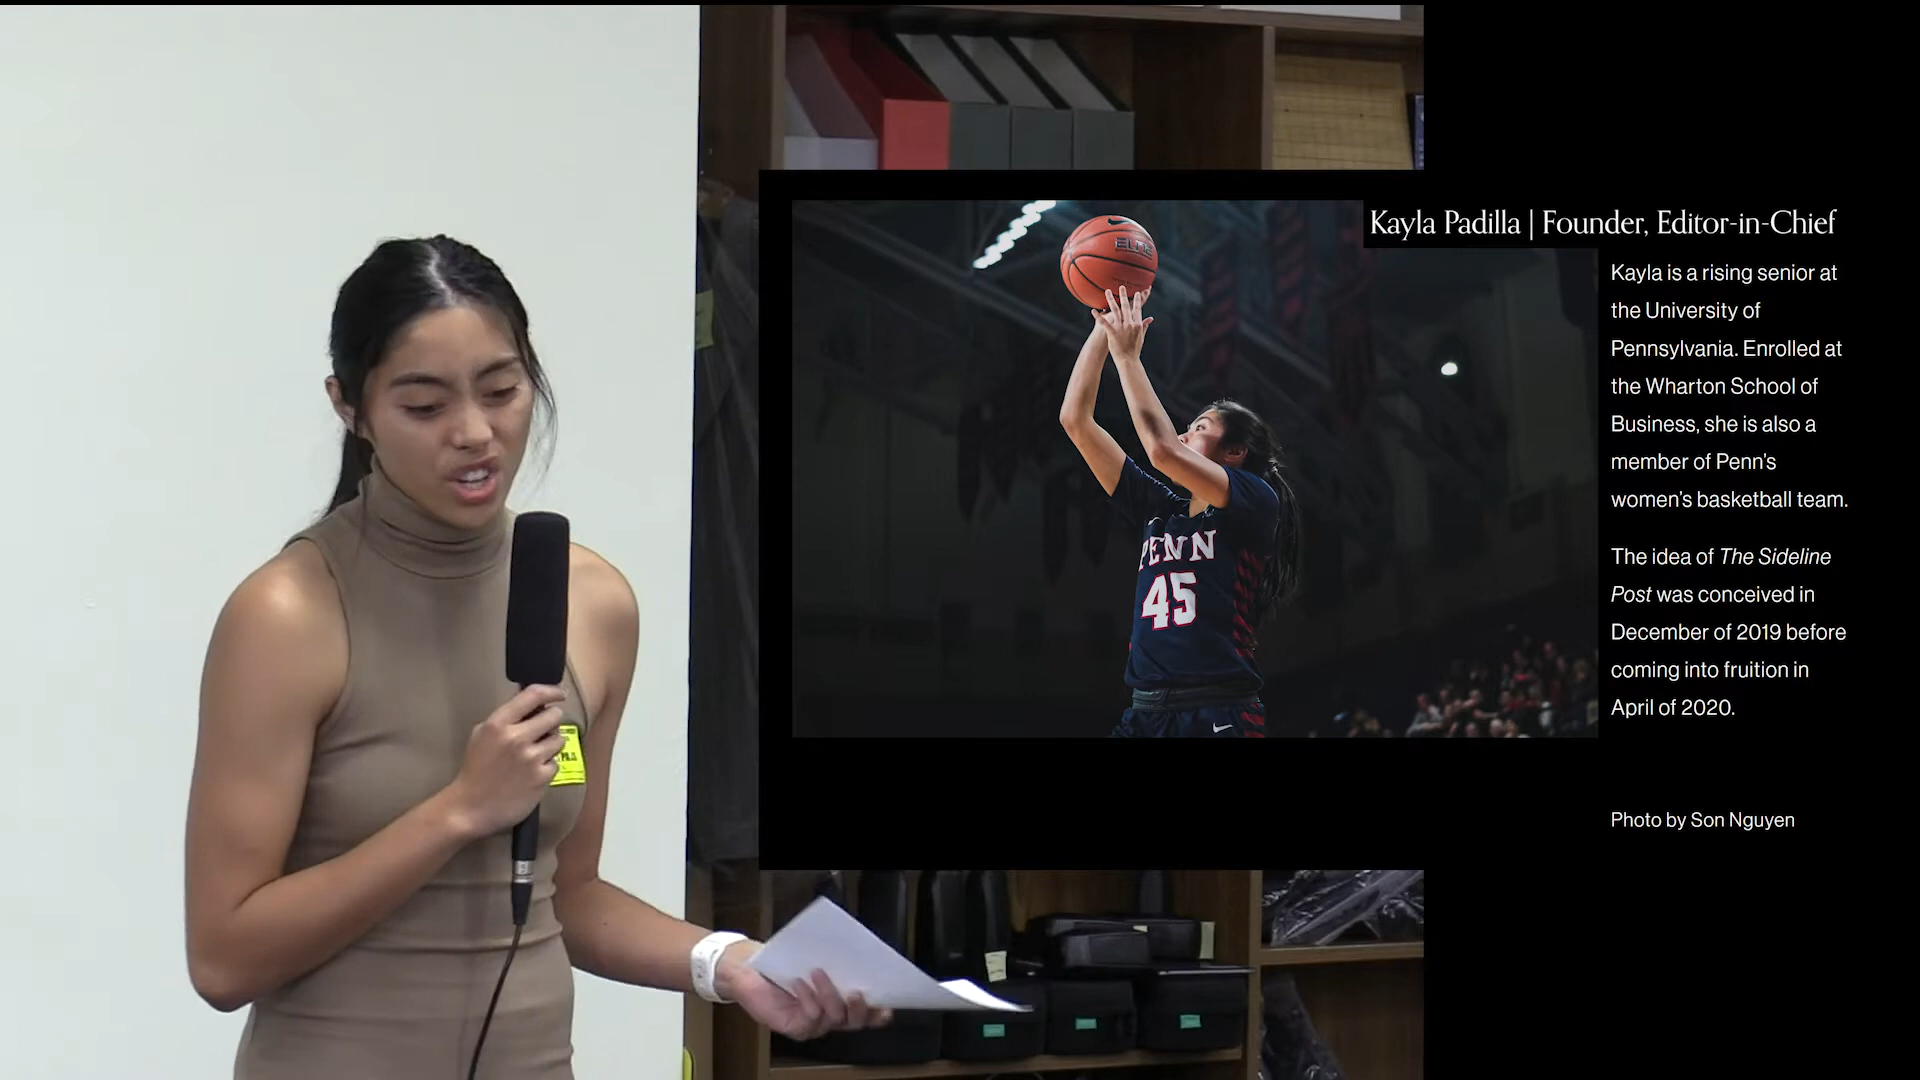 Kayla Padilla | Founder, Editor-in-Chief
Kayla is a rising senior at
the University of
Pennsylvania. Enrolled at
the Wharton School of
Business, she is also a
member of Penn's
women's basketball team.
The idea of The Sideline
Post was conceived in
December of 2019 before
coming into fruition in
April of 2020.
Photo by Son Nguyen
ELITE
PENN
45